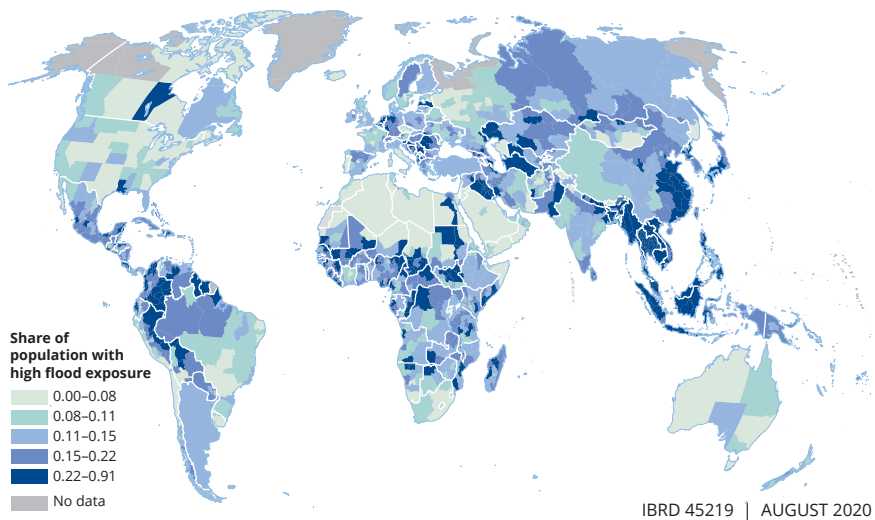 Share of
population with
high flood exposure
0.00–0.08
0.08–0.11
0.11–0.15
0.15–0.22
0.22–0.91
No data
IBRD 45219 | AUGUST 2020